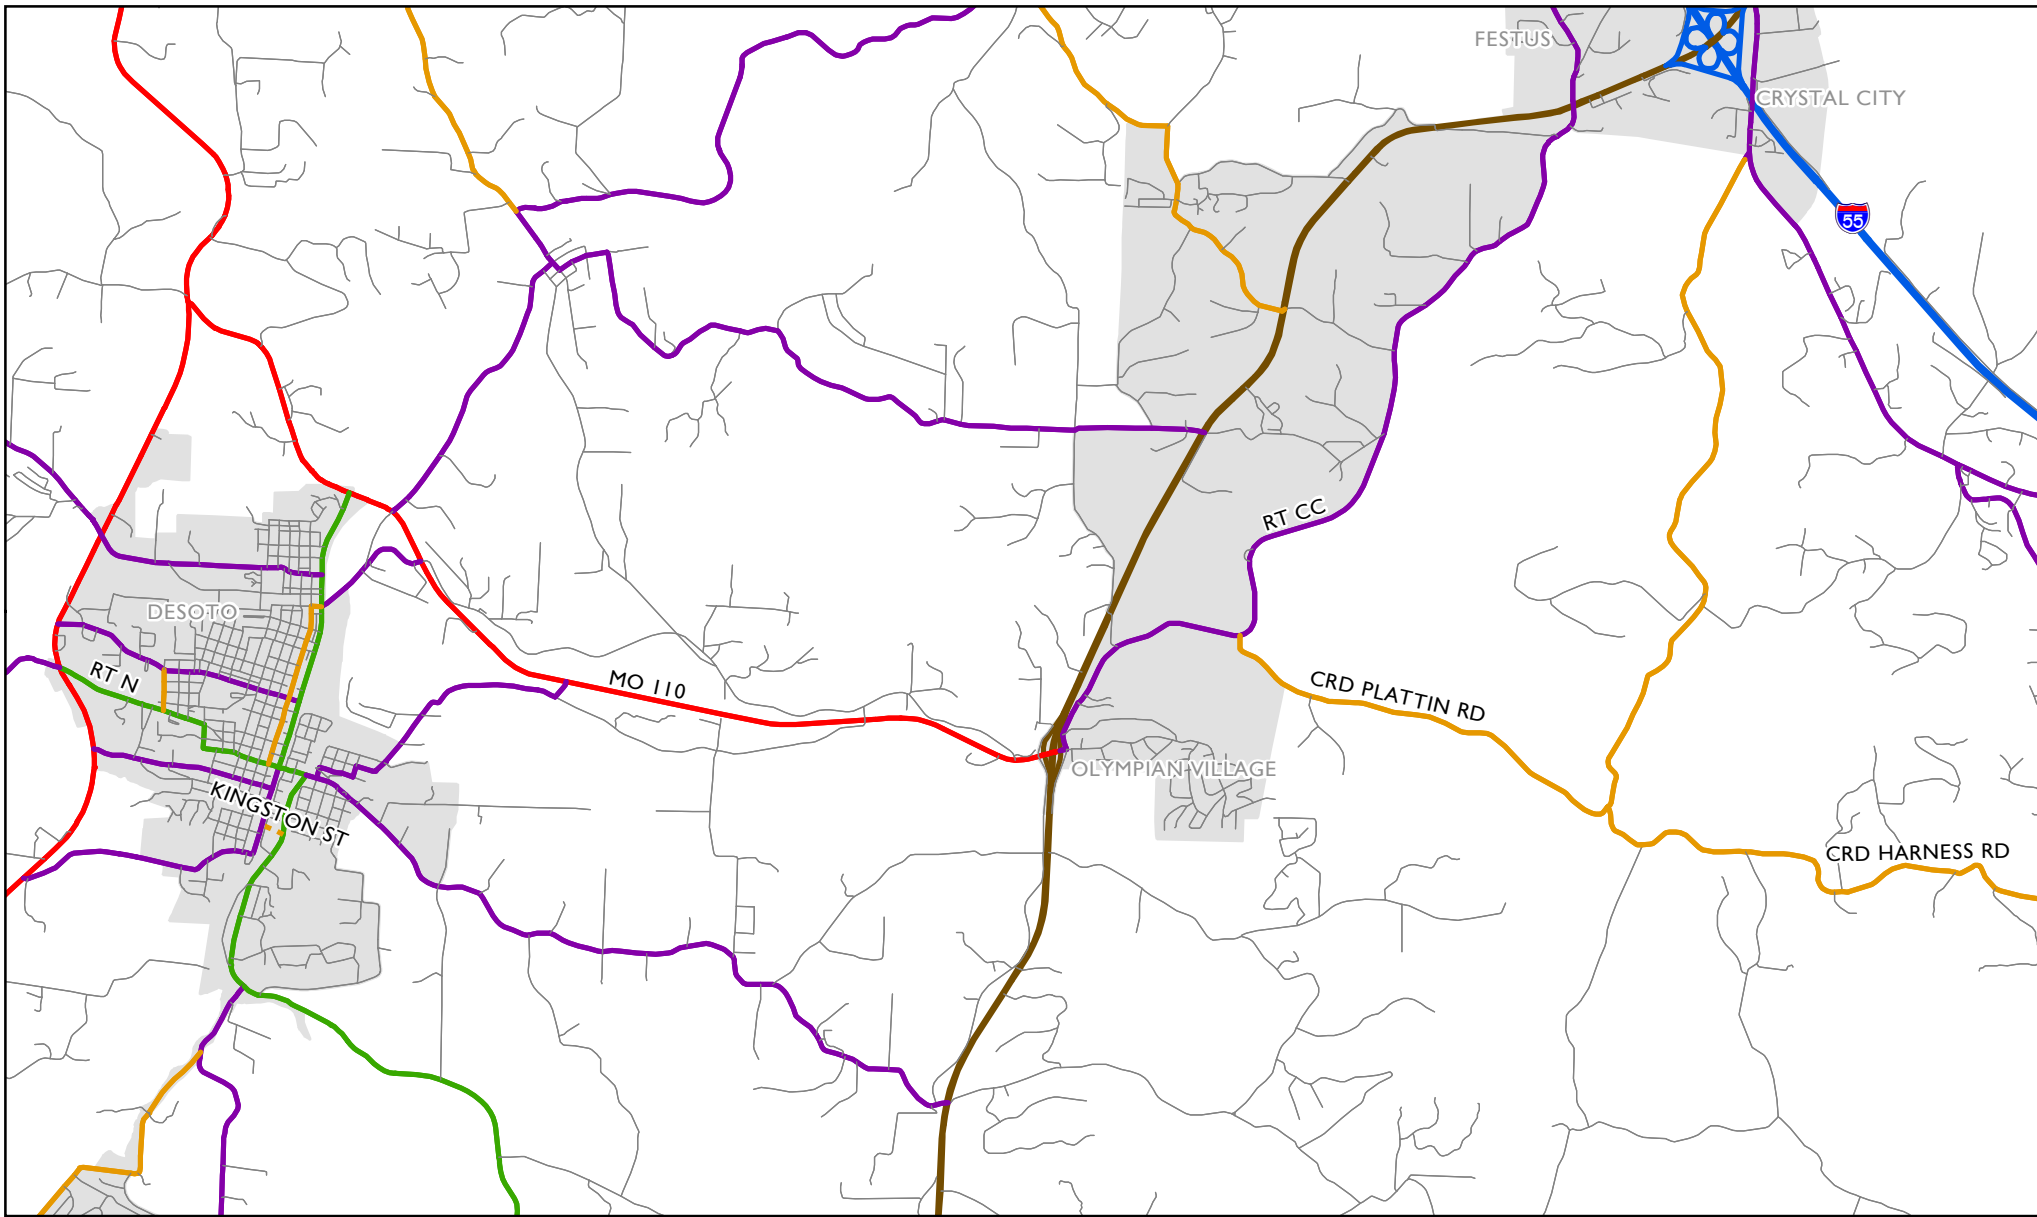 FESTUS
CRYSTAL CITY
55
RT CC
DESOTO
RT N
MO 110
CRD PLATTIN RD
OLYMPIAN VILLAGE
KINGSTON ST
CRD HARNESS RD